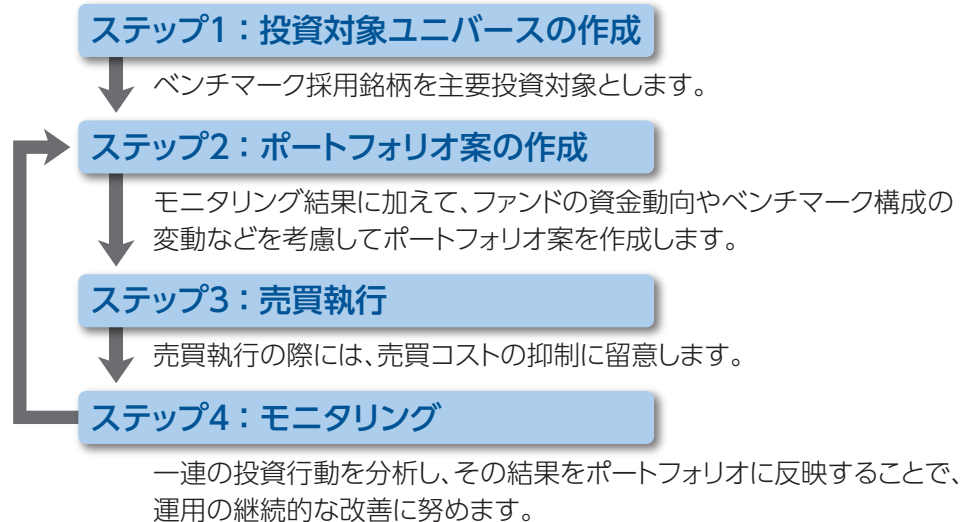 ステップ1：投資対象ユニバースの作成
ベンチマーク採用銘柄を主要投資対象とします。
ステップ2：ポートフォリオ案の作成
モニタリング結果に加えて、ファンドの資金動向やベンチマーク構成の
変動などを考慮してポートフォリオ案を作成します。
ステップ3：売買執行
売買執行の際には、売買コストの抑制に留意します。
ステップ4：モニタリング
一連の投資行動を分析し、その結果をポートフォリオに反映することで、
運用の継続的な改善に努めます。